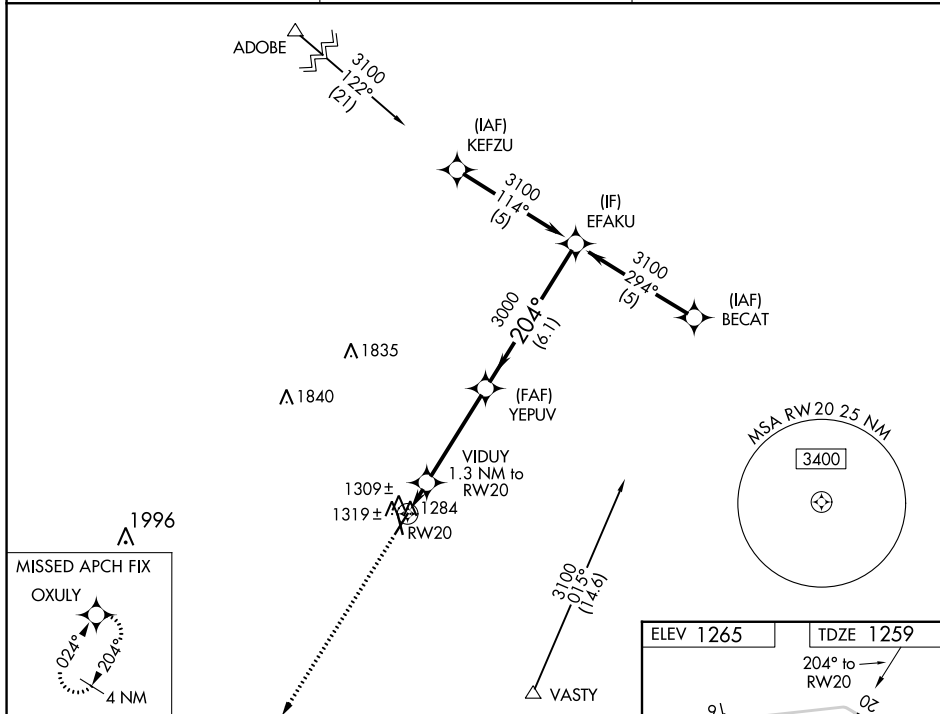 ADOBE
3100
122°
(21)
(IAF)
KEFZU
3100
114°
(5)
(IF)
EFAKU
3100
294°
(5)
(IAF)
BECAT
3000
204°
(6.1)
1835
1840
(FAF)
YEPUV
MSA RW20 25 NM
3400
VIDUY
1.3 NM to
RW20
1309±
1319±
1284
RW20
1996
MISSED APCH FIX
OXULY
024°
204°
4 NM
3100
015°
(14.6)
VASTY
ELEV 1265
TDZE 1259
204° to
RW20
20